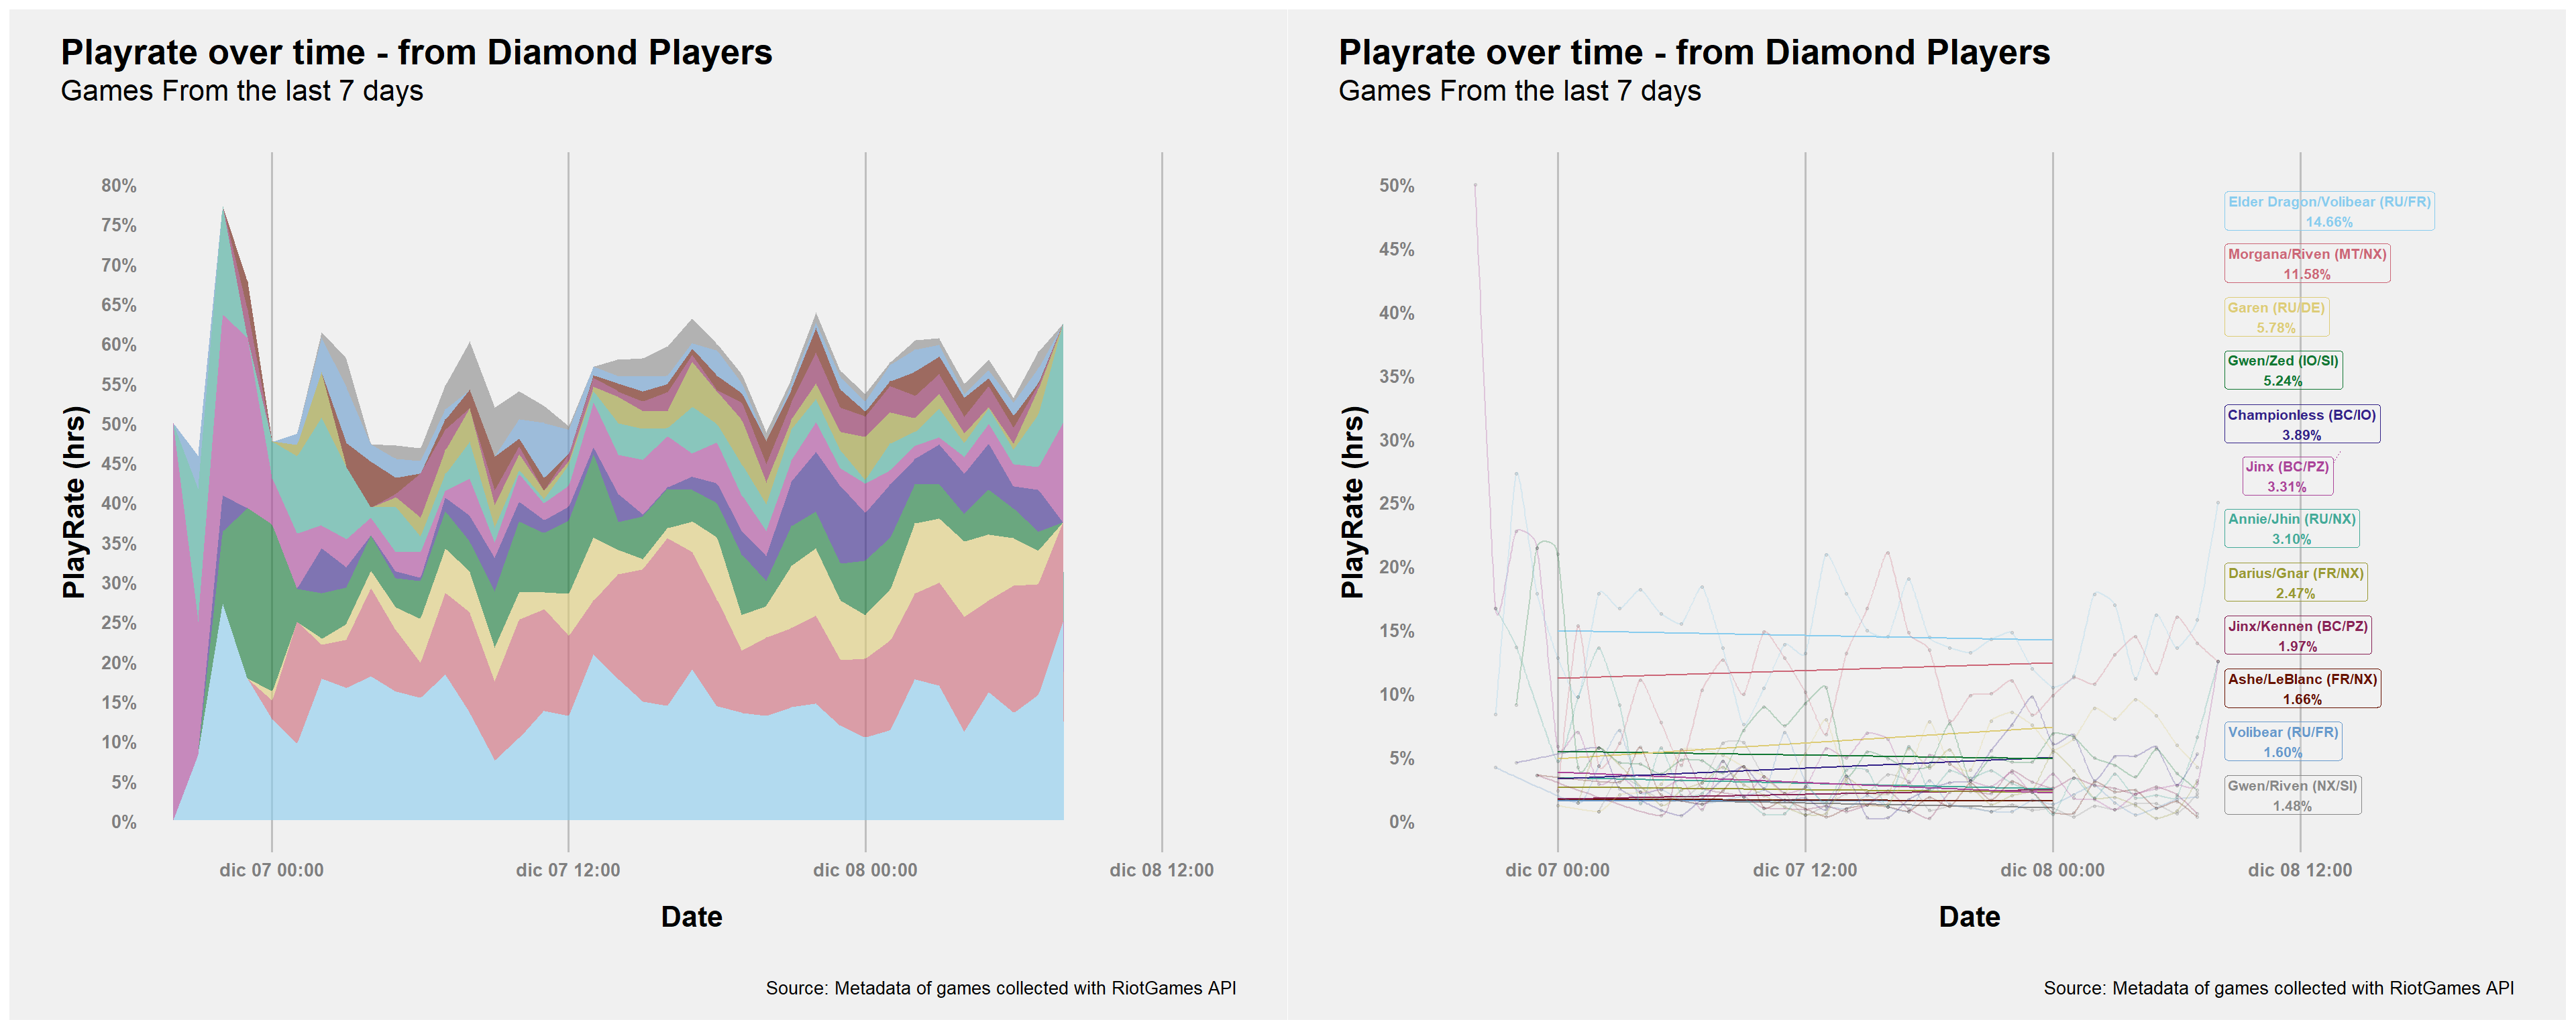 Playrate over time - from Diamond Players
Games From the last 7 days
PlayRate (hrs)
80%
75%
70%
65%
60%
55%
50%
45%
40%
35%
30%
25%
20%
15%
10%
5%
0%
dic 07 00:00
dic 07 12:00
dic 08 00:00
dic 08 12:00
Date
Source: Metadata of games collected with RiotGames API
Playrate over time - from Diamond Players
Games From the last 7 days
PlayRate (hrs)
50%
45%
40%
35%
30%
25%
20%
15%
10%
5%
0%
Elder Dragon/Volibear (RU/FR)
14.66%
Morgana/Riven (MT/NX)
11.58%
Garen (RU/DE)
5.78%
Gwen/Zed (IO/SI)
5.24%
Championless (BC/IO)
3.89%
Jinx (BC/PZ)
3.31%
Annie/Jhin (RU/NX)
3.10%
Darius/Gnar (FR/NX)
2.47%
Jinx/Kennen (BC/PZ)
1.97%
Ashe/LeBlanc (FR/NX)
1.66%
Volibear (RU/FR)
1.60%
Gwen/Riven (NX/SI)
1.48%
dic 07 00:00
dic 07 12:00
dic 08 00:00
dic 08 12:00
Date
Source: Metadata of games collected with RiotGames API